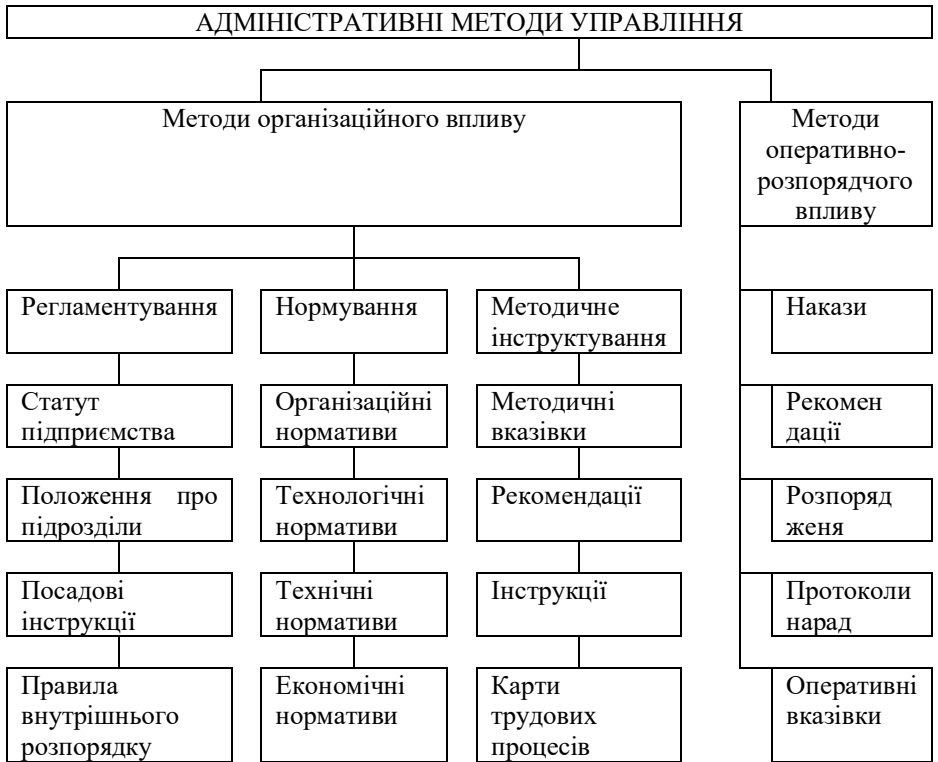 АДМІНІСТРАТИВНІ МЕТОДИ УПРАВЛІННЯ
Методи організаційного впливу
Методи
оперативно-
розпорядчого
впливу
Регламентування
Нормування
Методичне
інструктування
Накази
Статут
підприємства
Організаційні
нормативи
Методичні
вказівки
Рекомен
дації
Положення про
підрозділи
Технологічні
нормативи
Рекомендації
Розпоряд
женя
Посадові
інструкції
Технічні
нормативи
Інструкції
Протоколи
нарад
Правила
внутрішнього
розпорядку
Економічні
нормативи
Карти
трудових
процесів
Оперативні
вказівки